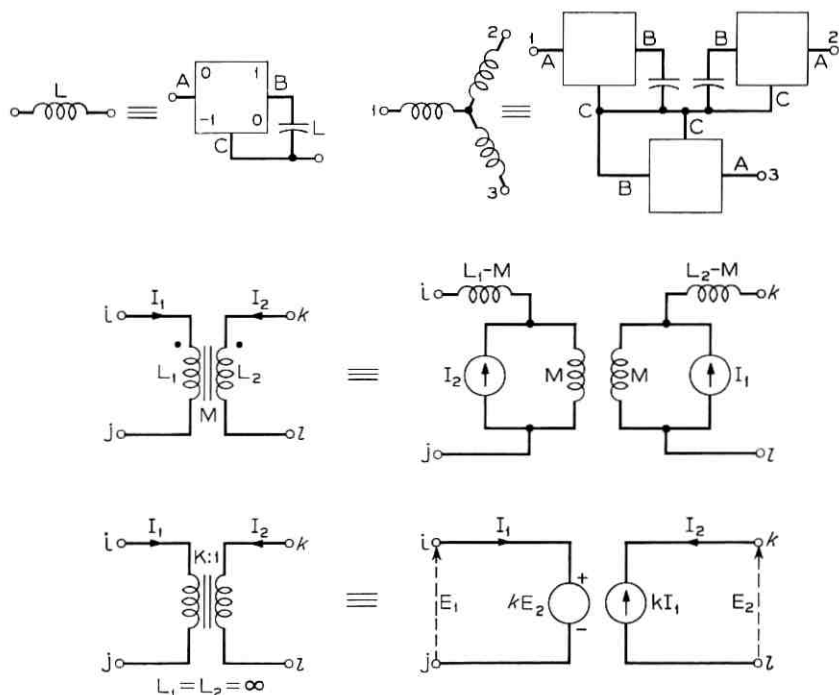 L
A 0 1 B
-1 0 L
C
1 2 3
1 A B B A 2
C C C
B A 3
i I₁ I₂ k
L₁ L₂
M
j l
L₁-M L₂-M
i k
I₂ M M I₁
j l
i I₁ I₂ k
K:1
j l
L₁=L₂=∞
i I₁ I₂ k
E₁ kE₂ + - kI₁ E₂
j l